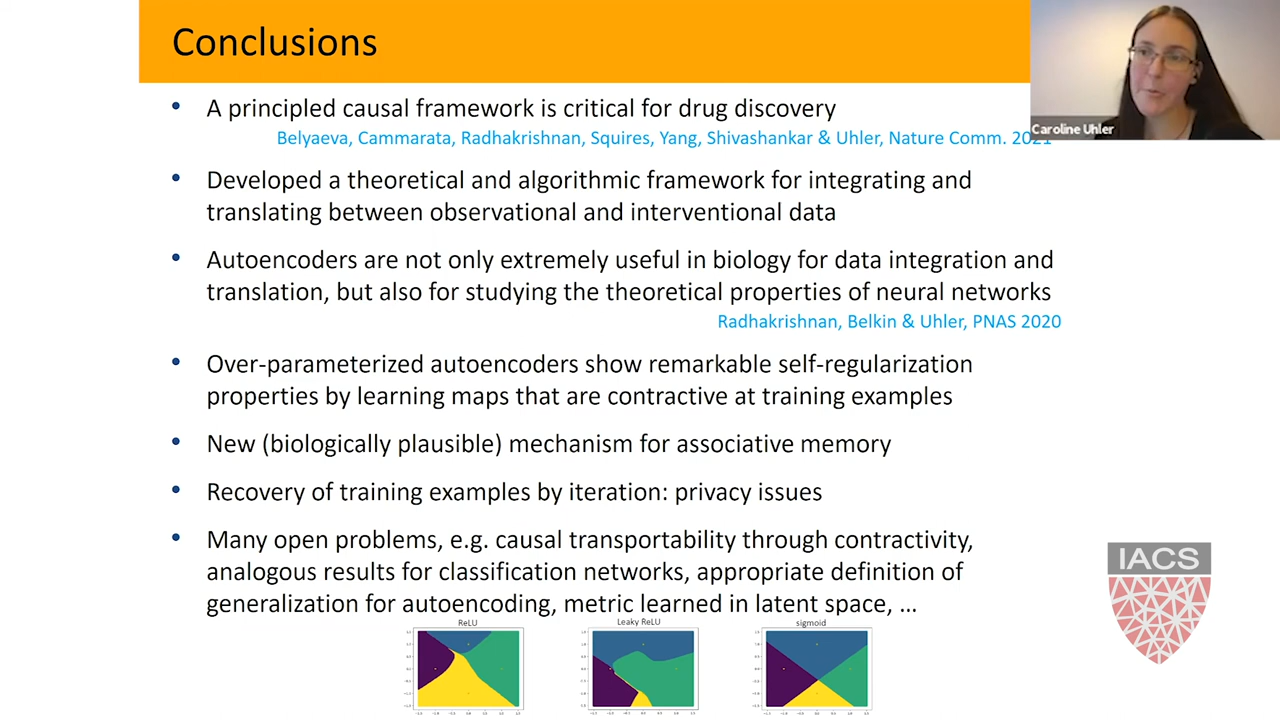 Conclusions
• A principled causal framework is critical for drug discovery
Belyaeva, Cammarata, Radhakrishnan, Squires, Yang, Shivashankar & Uhler, Nature Comm. 2021
Caroline Uhler
• Developed a theoretical and algorithmic framework for integrating and
translating between observational and interventional data
• Autoencoders are not only extremely useful in biology for data integration and
translation, but also for studying the theoretical properties of neural networks
Radhakrishnan, Belkin & Uhler, PNAS 2020
• Over-parameterized autoencoders show remarkable self-regularization
properties by learning maps that are contractive at training examples
• New (biologically plausible) mechanism for associative memory
• Recovery of training examples by iteration: privacy issues
• Many open problems, e.g. causal transportability through contractivity,
analogous results for classification networks, appropriate definition of
generalization for autoencoding, metric learned in latent space, …
IACS
ReLU
Leaky ReLU
sigmoid